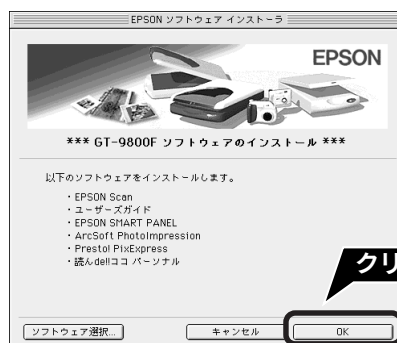 EPSON ソフトウェア インストーラ
EPSON
*** GT-9800F ソフトウェアのインストール ***
以下のソフトウェアをインストールします。
・EPSON Scan
・ユーザーズガイド
・EPSON SMART PANEL
・ArcSoft PhotoImpression
・Presto! PixExpress
・読んde!!ココ パーソナル
クリ
ソフトウェア選択...
キャンセル
OK